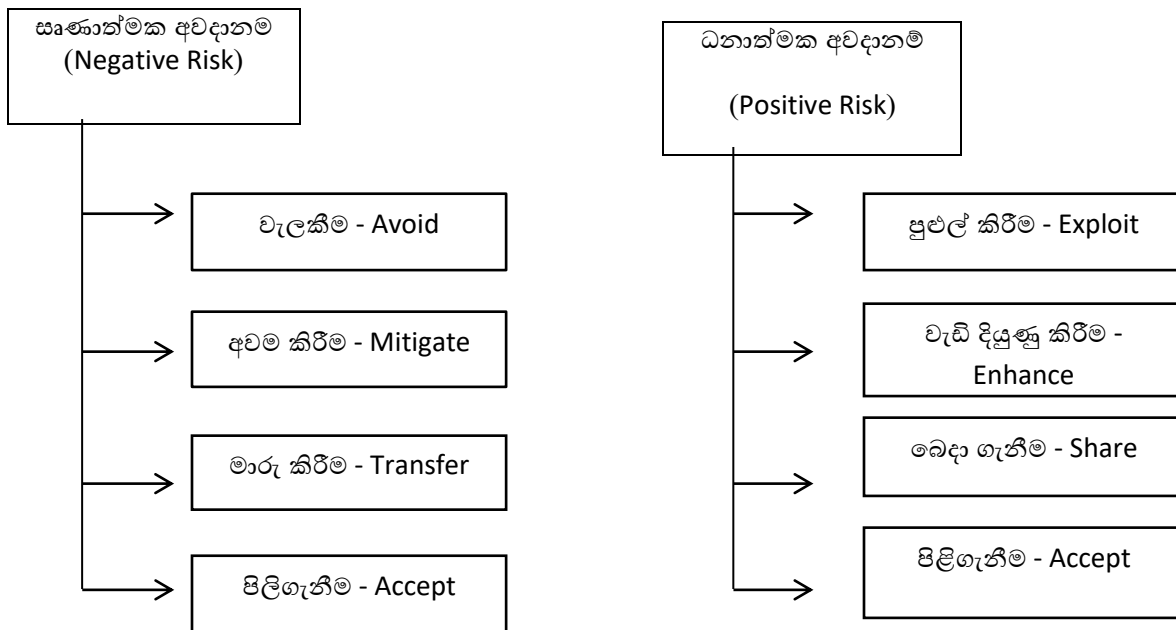 සෘණාත්මක අවදානම
(Negative Risk)
වැලකීම - Avoid
අවම කිරීම - Mitigate
මාරු කිරීම - Transfer
පිලිගැනීම - Accept
ධනාත්මක අවදානම්
(Positive Risk)
පුළුල් කිරීම - Exploit
වැඩි දියුණු කිරීම -
Enhance
බෙදා ගැනීම - Share
පිළිගැනීම - Accept